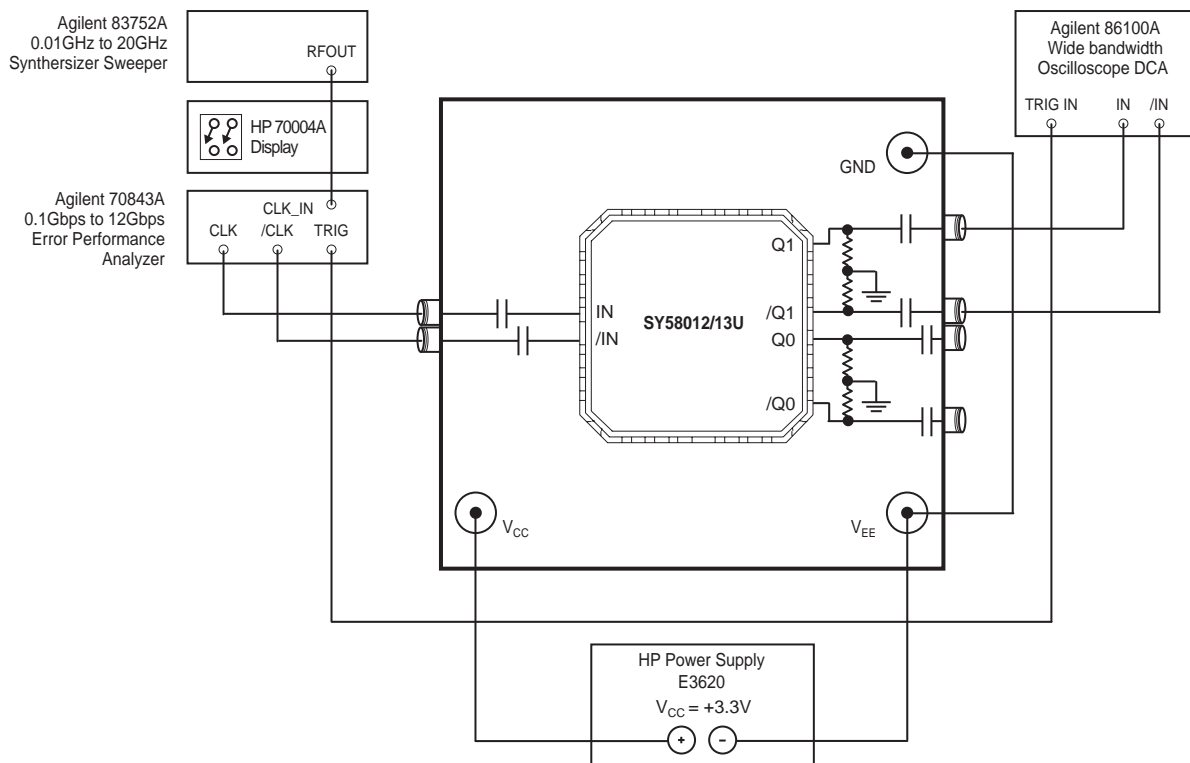 Agilent 83752A
0.01GHz to 20GHz
Synthersizer Sweeper
RFOUT
HP 70004A
Display
Agilent 70843A
0.1Gbps to 12Gbps
Error Performance
Analyzer
CLK_IN
CLK
/CLK
TRIG
Agilent 86100A
Wide bandwidth
Oscilloscope DCA
TRIG IN
IN
/IN
GND
Q1
IN
/IN
SY58012/13U
/Q1
Q0
/Q0
VCC
VEE
HP Power Supply
E3620
VCC = +3.3V
+
–